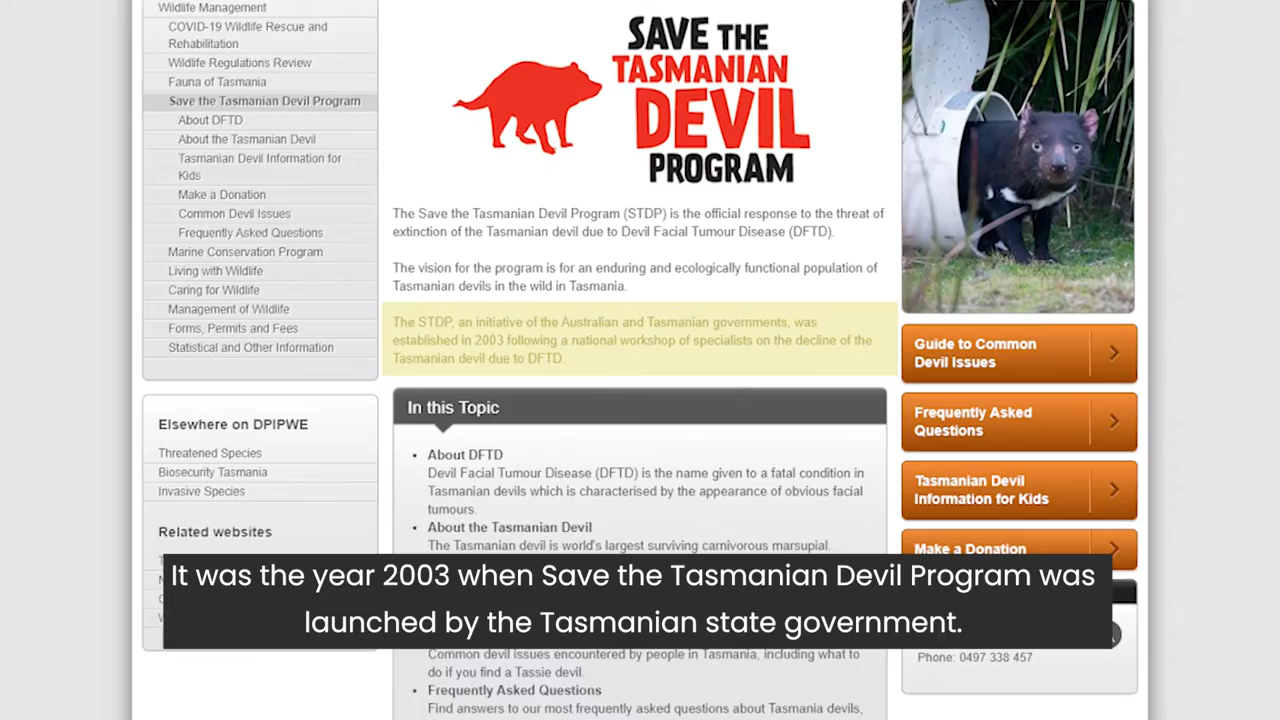 Wildlife Management
COVID-19 Wildlife Rescue and
Rehabilitation
Wildlife Regulations Review
Fauna of Tasmania
Save the Tasmanian Devil Program
About DFTD
About the Tasmanian Devil
Tasmanian Devil Information for
Kids
Make a Donation
Common Devil Issues
Frequently Asked Questions
Marine Conservation Program
Living with Wildlife
Caring for Wildlife
Management of Wildlife
Forms, Permits and Fees
Statistical and Other Information
Elsewhere on DPIPWE
Threatened Species
Biosecurity Tasmania
Invasive Species
Related websites
SAVE THE
TASMANIAN
DEVIL
PROGRAM
The Save the Tasmanian Devil Program (STDP) is the official response to the threat of
extinction of the Tasmanian devil due to Devil Facial Tumour Disease (DFTD).
The vision for the program is for an enduring and ecologically functional population of
Tasmanian devils in the wild in Tasmania.
The STDP, an initiative of the Australian and Tasmanian governments, was
established in 2003 following a national workshop of specialists on the decline of the
Tasmanian devil due to DFTD.
In this Topic
• About DFTD
Devil Facial Tumour Disease (DFTD) is the name given to a fatal condition in
Tasmanian devils which is characterised by the appearance of obvious facial
tumours.
• About the Tasmanian Devil
The Tasmanian devil is world's largest surviving carnivorous marsupial.
Common devil issues encountered by people in Tasmania, including what to
do if you find a Tassie devil.
• Frequently Asked Questions
Find answers to our most frequently asked questions about Tasmania devils,
Guide to Common
Devil Issues
Frequently Asked
Questions
Tasmanian Devil
Information for Kids
Make a Donation
Phone: 0497 338 457
It was the year 2003 when Save the Tasmanian Devil Program was
launched by the Tasmanian state government.